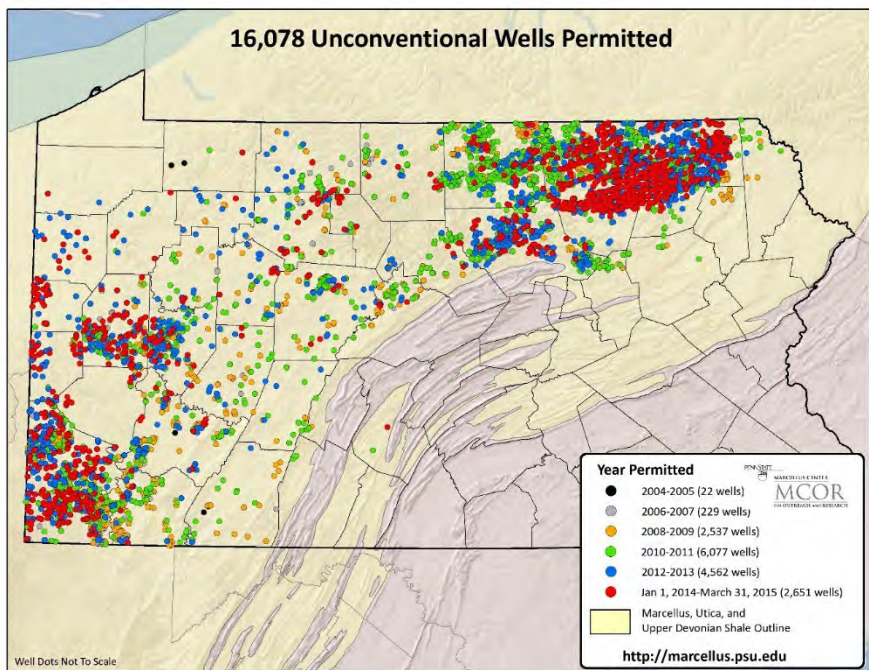 16,078 Unconventional Wells Permitted
Year Permitted
PENNSTATE
MARCELLUS CENTER
MCOR
FOR OUTREACH AND RESEARCH
2004-2005 (22 wells)
2006-2007 (229 wells)
2008-2009 (2,537 wells)
2010-2011 (6,077 wells)
2012-2013 (4,562 wells)
Jan 1, 2014-March 31, 2015 (2,651 wells)
Marcellus, Utica, and
Upper Devonian Shale Outline
http://marcellus.psu.edu
Well Dots Not To Scale